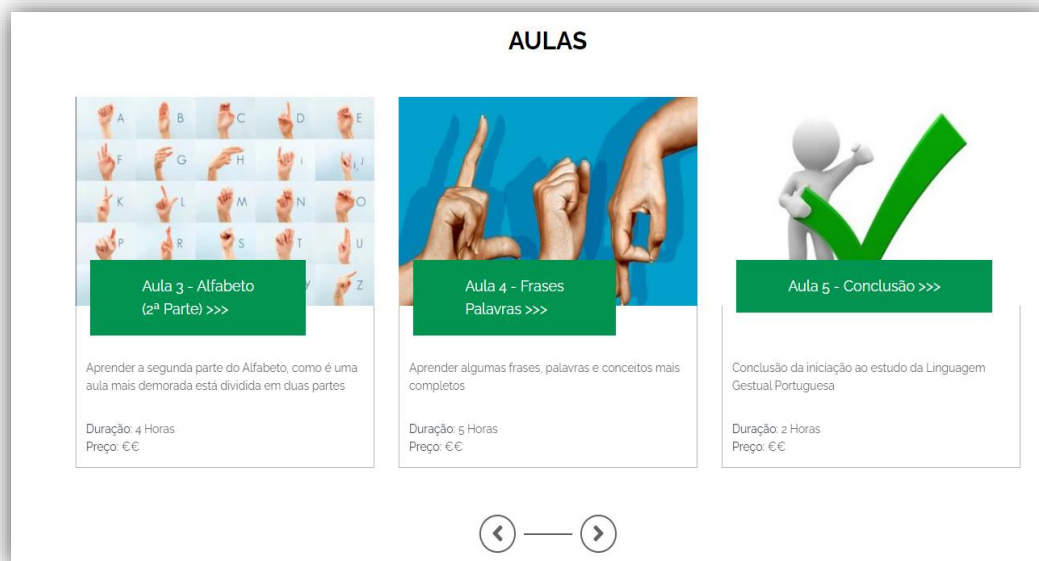 AULAS
A B C D E
F G H I J
K L M N O
P R S T U
Y Z
Aula 3 - Alfabeto
(2ª Parte) >>>
Aprender a segunda parte do Alfabeto, como é uma
aula mais demorada está dividida em duas partes
Duração: 4 Horas
Preço: €€
Aula 4 - Frases
Palavras >>>
Aprender algumas frases, palavras e conceitos mais
completos
Duração: 5 Horas
Preço: €€
Aula 5 - Conclusão >>>
Conclusão da iniciação ao estudo da Linguagem
Gestual Portuguesa
Duração: 2 Horas
Preço: €€